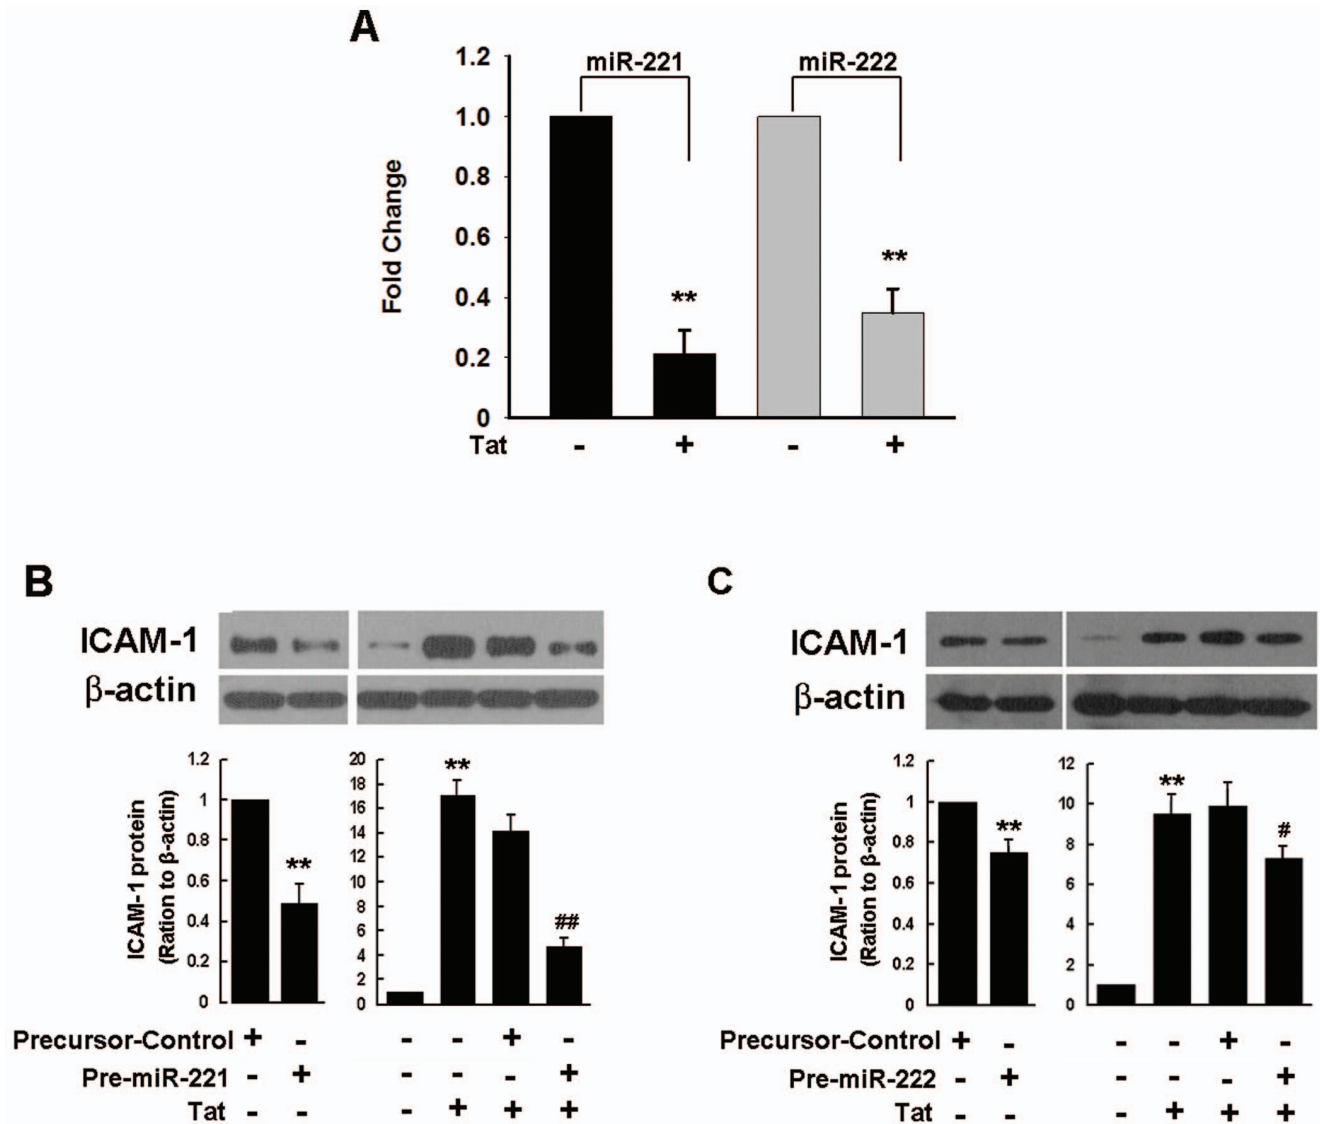 A
1.2
miR-221
miR-222
1.0
0.8
0.6
0.4
0.2
0
Fold Change
**
**
Tat - + - +
B
ICAM-1
β-actin
ICAM-1 protein
(Ration to β-actin)
1.2
1
0.8
0.6
0.4
0.2
0
**
20
18
16
14
12
10
8
6
4
2
0
**
##
Precursor-Control + - - - + -
Pre-miR-221 - + - - - +
Tat - - - + + +
C
ICAM-1
β-actin
ICAM-1 protein
(Ration to β-actin)
1.2
1
0.8
0.6
0.4
0.2
0
**
12
10
8
6
4
2
0
**
#
Precursor-Control + - - - + -
Pre-miR-222 - + - - - +
Tat - - - + + +